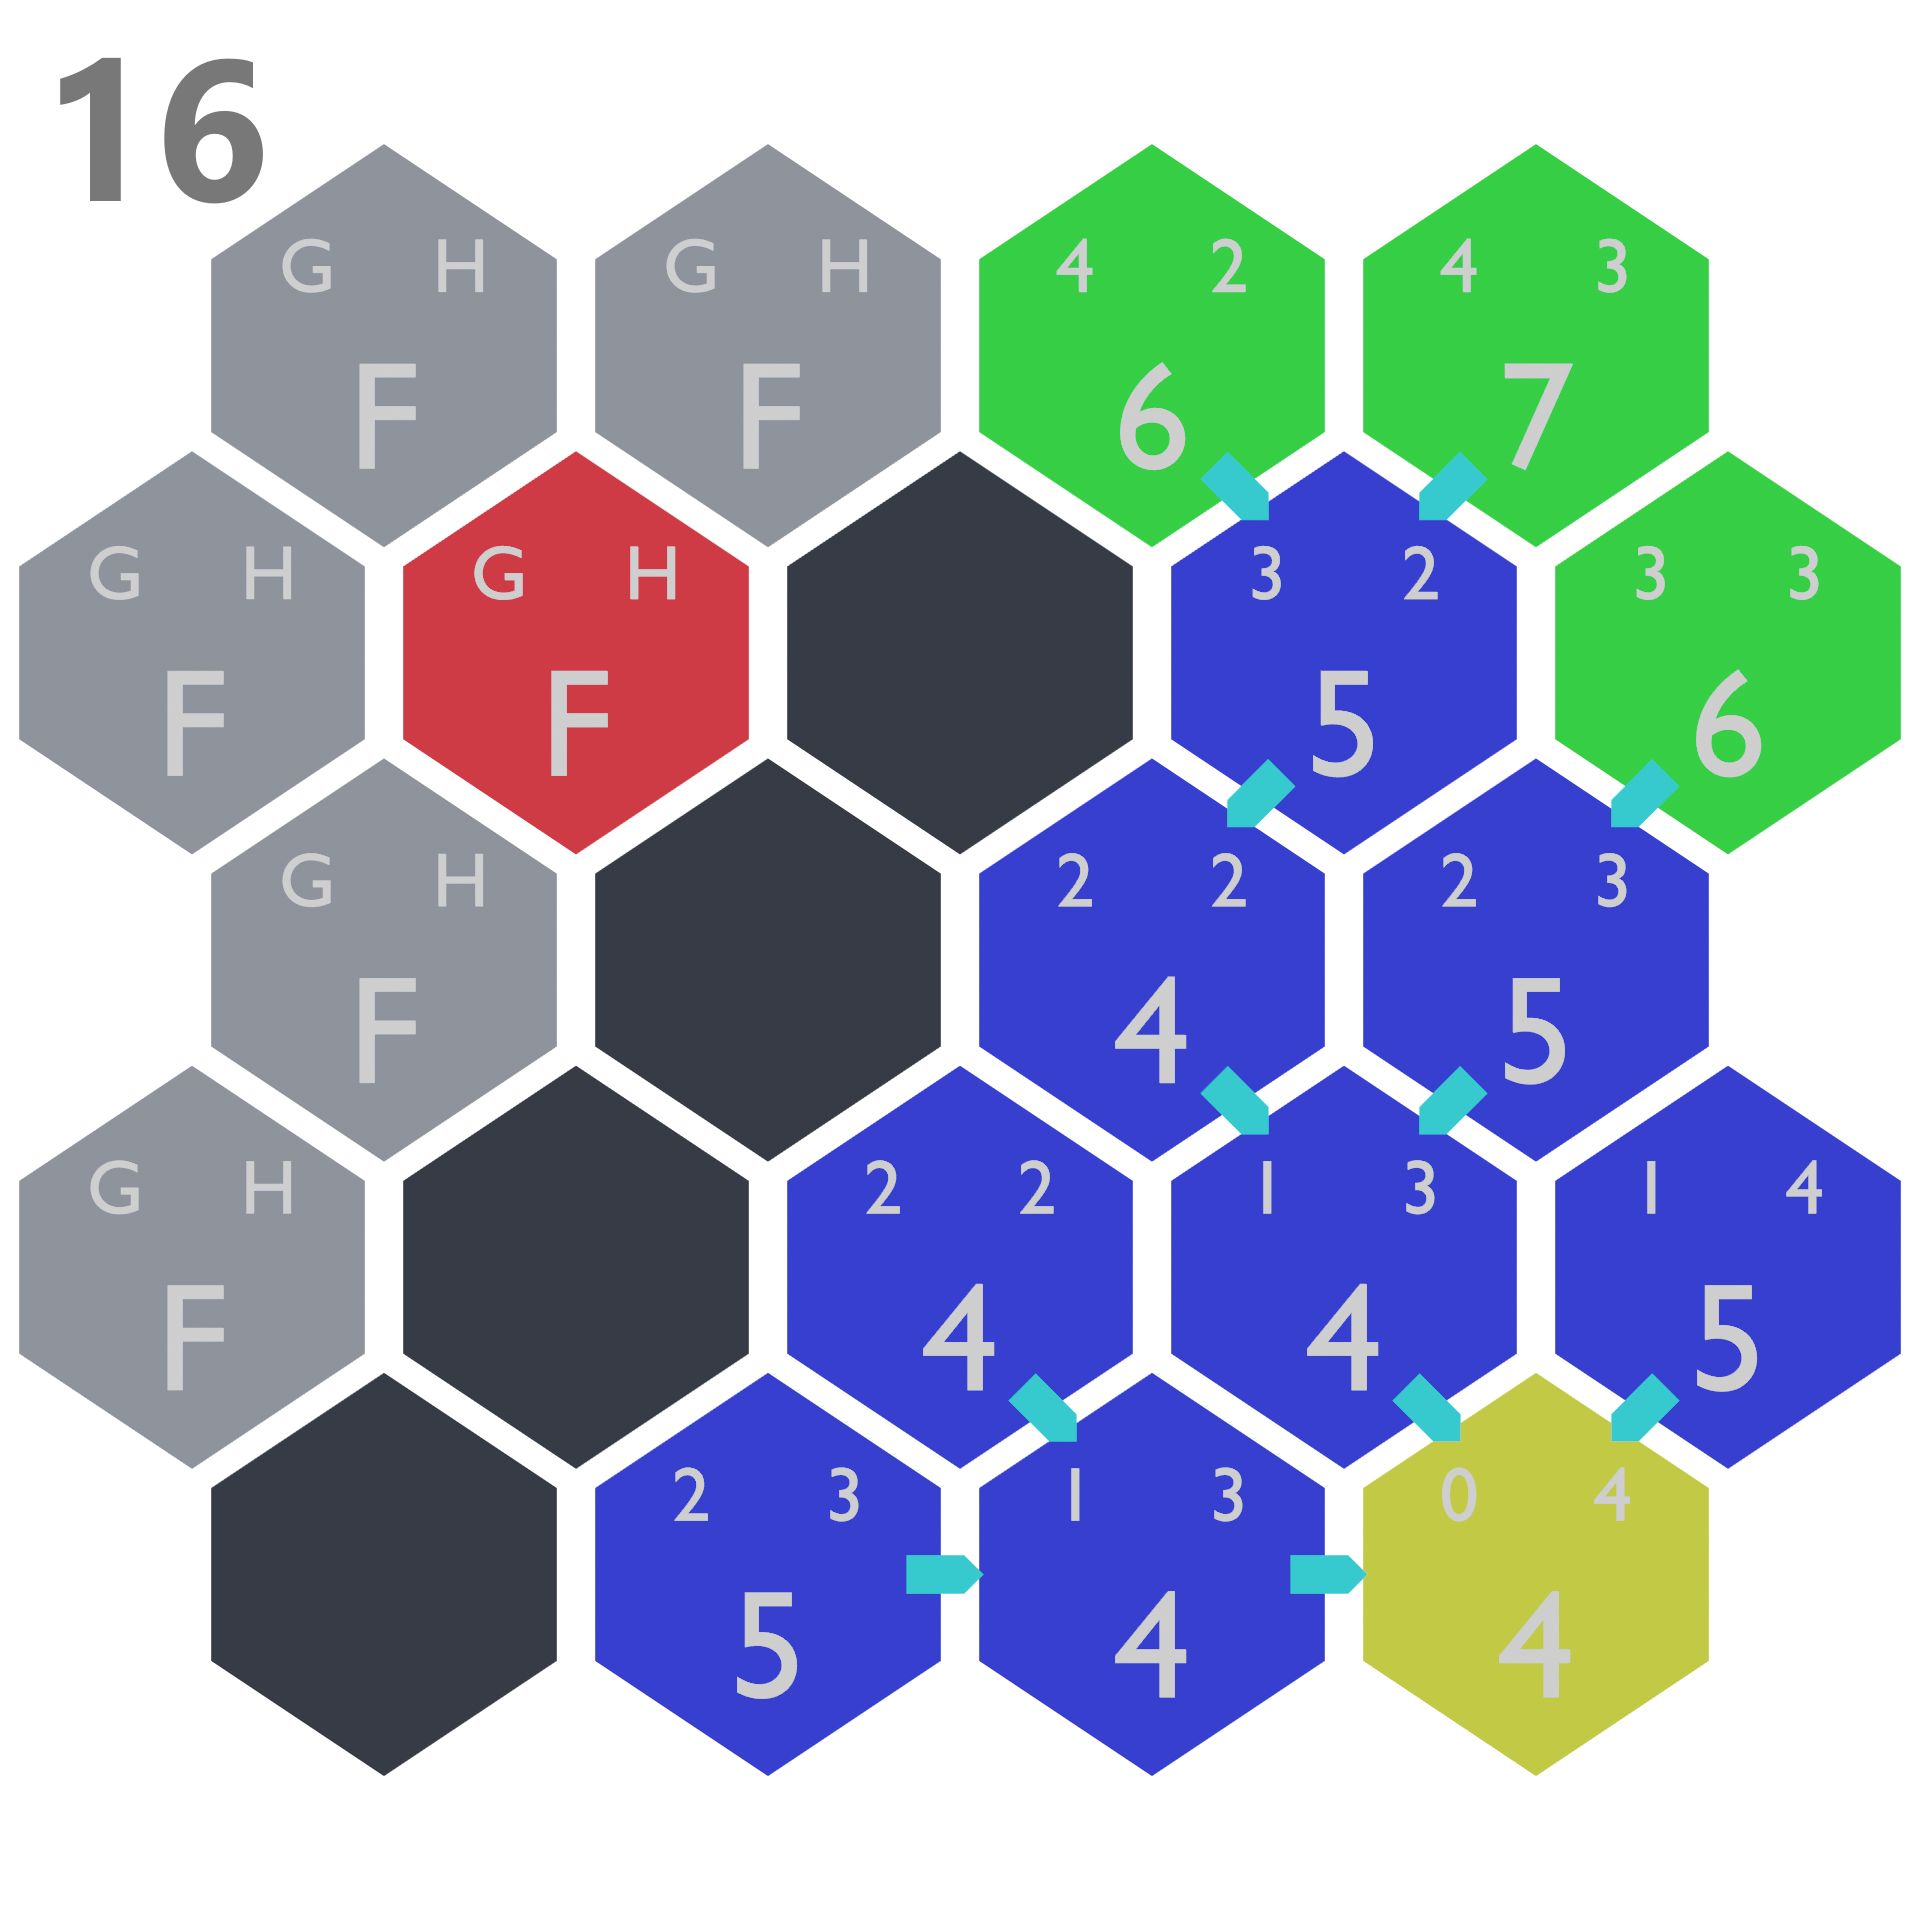 16
G H G H 4 2 4 3
F F 6 7
G H G H 3 2 3 3
F F 5 6
G H 2 2 2 3
F 4 5
G H 2 2 1 3 1 4
F 4 4 5
2 3 1 3 0 4
5 4 4